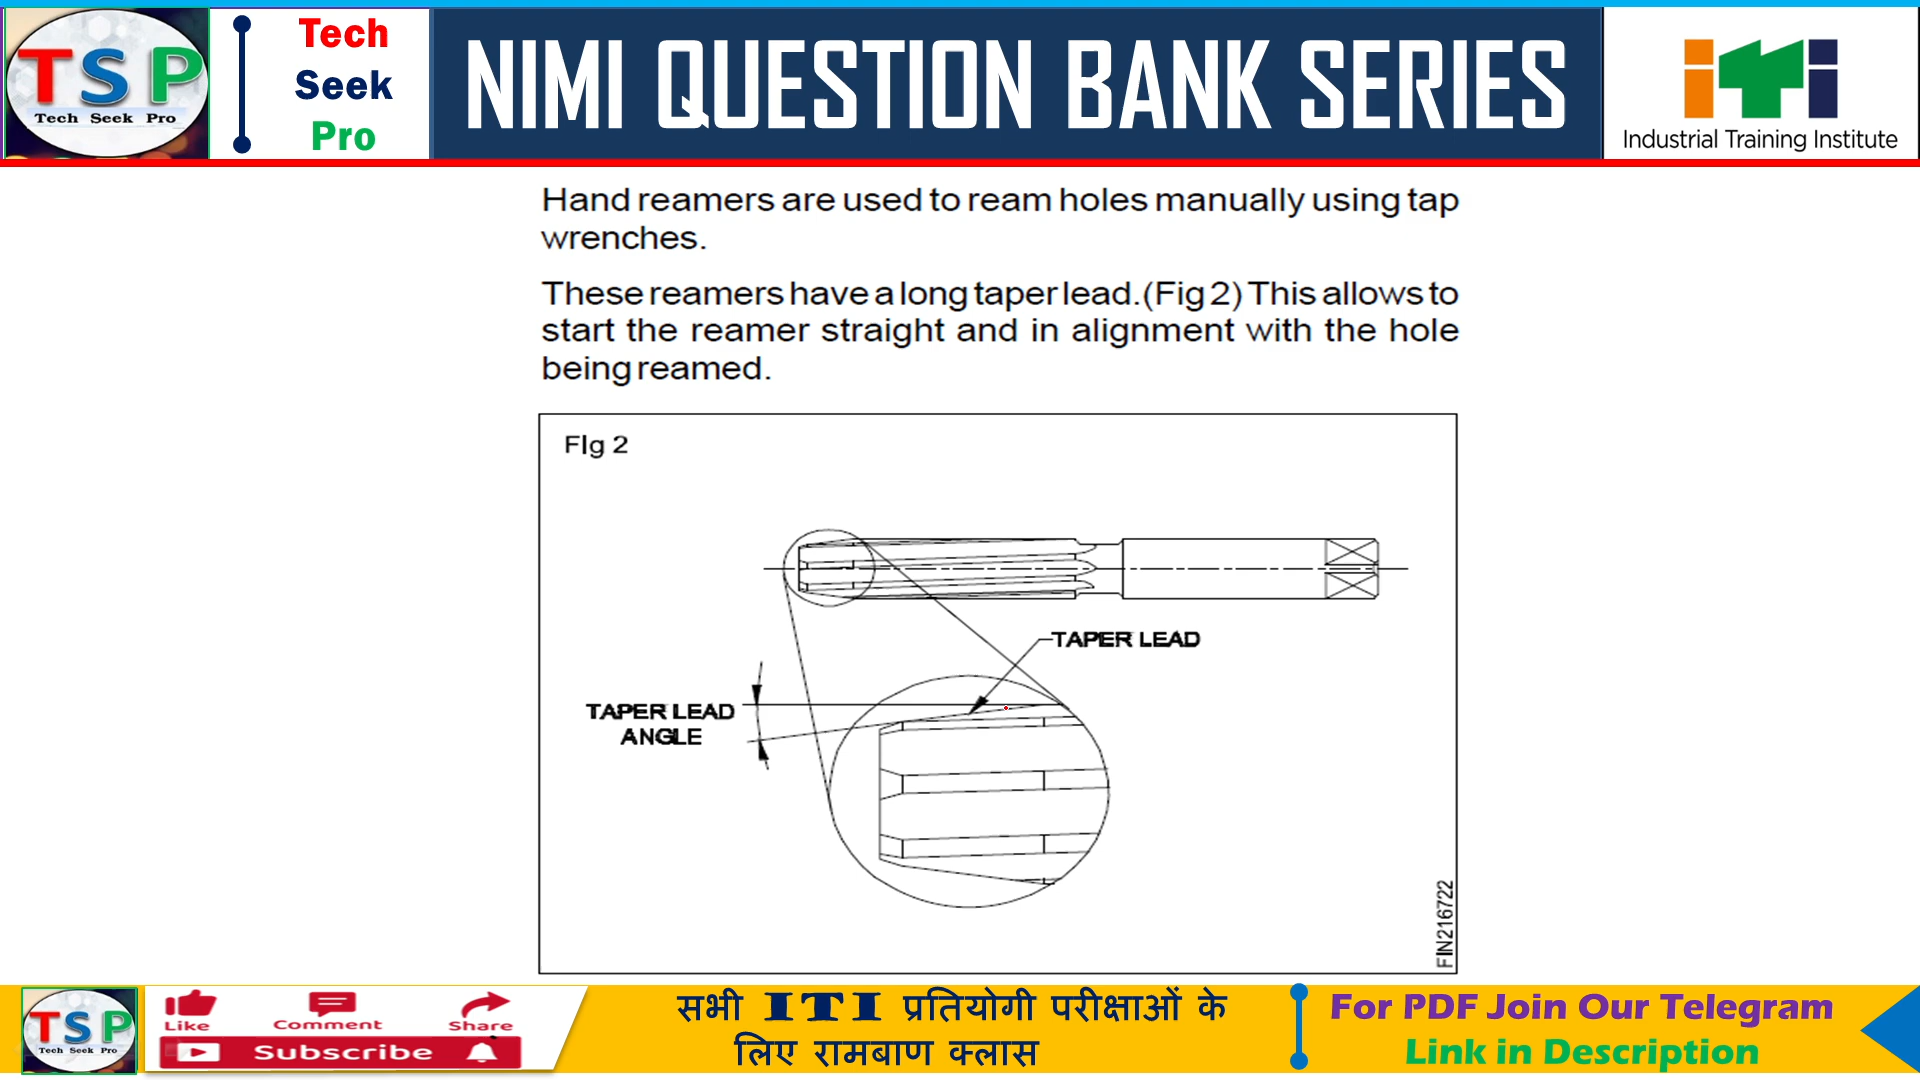 TSP
Tech Seek Pro
Tech
Seek
Pro
NIMI QUESTION BANK SERIES
iTi
Industrial Training Institute
Hand reamers are used to ream holes manually using tap
wrenches.
These reamers have a long taper lead.(Fig 2) This allows to
start the reamer straight and in alignment with the hole
being reamed.
FIg 2
TAPER LEAD
TAPER LEAD
ANGLE
FIN216722
TSP
Tech Seek Pro
Like
Comment
Share
Subscribe
सभी ITI प्रतियोगी परीक्षाओं के
लिए रामबाण क्लास
For PDF Join Our Telegram
Link in Description